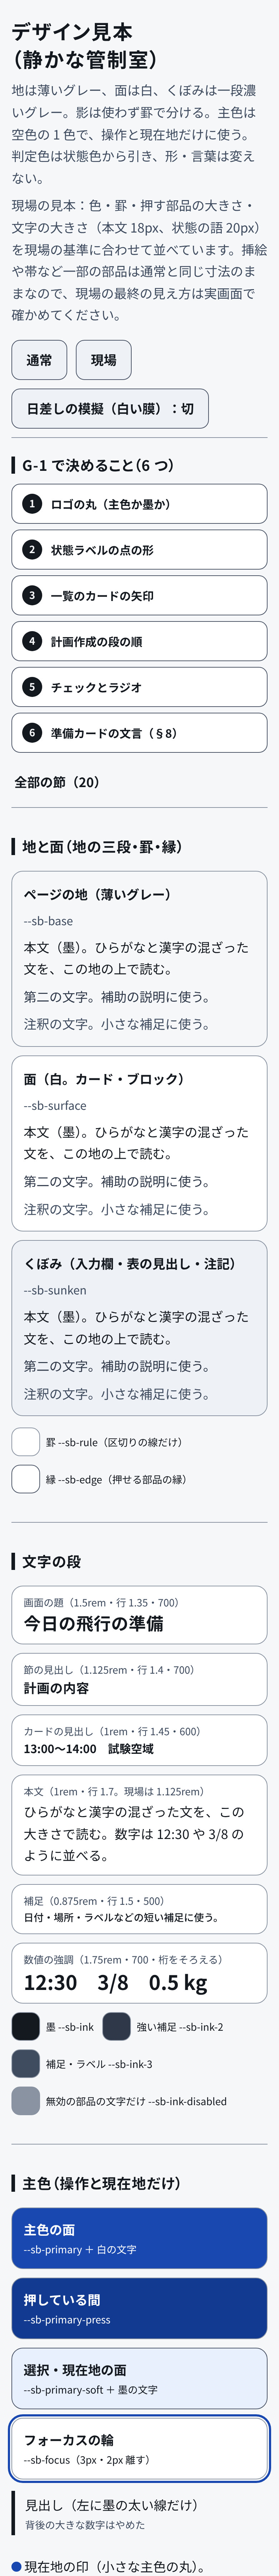 デザイン見本
（静かな管制室）
地は薄いグレー、面は白、くぼみは一段濃
いグレー。影は使わず罫で分ける。主色は
空色の 1 色で、操作と現在地だけに使う。
判定色は状態色から引き、形・言葉は変え
ない。
現場の見本：色・罫・押す部品の大きさ・
文字の大きさ（本文 18px、状態の語 20px）
を現場の基準に合わせて並べています。挿絵
や帯など一部の部品は通常と同じ寸法のま
まなので、現場の最終の見え方は実画面で
確かめてください。
通常
現場
日差しの模擬（白い膜）：切
G-1 で決めること（6 つ）
1 ロゴの丸（主色か墨か）
2 状態ラベルの点の形
3 一覧のカードの矢印
4 計画作成の段の順
5 チェックとラジオ
6 準備カードの文言（§8）
全部の節（20）
地と面（地の三段・罫・縁）
ページの地（薄いグレー）
--sb-base
本文（墨）。ひらがなと漢字の混ざった
文を、この地の上で読む。
第二の文字。補助の説明に使う。
注釈の文字。小さな補足に使う。
面（白。カード・ブロック）
--sb-surface
本文（墨）。ひらがなと漢字の混ざった
文を、この地の上で読む。
第二の文字。補助の説明に使う。
注釈の文字。小さな補足に使う。
くぼみ（入力欄・表の見出し・注記）
--sb-sunken
本文（墨）。ひらがなと漢字の混ざった
文を、この地の上で読む。
第二の文字。補助の説明に使う。
注釈の文字。小さな補足に使う。
罫 --sb-rule（区切りの線だけ）
縁 --sb-edge（押せる部品の縁）
文字の段
画面の題（1.5rem・行 1.35・700）
今日の飛行の準備
節の見出し（1.125rem・行 1.4・700）
計画の内容
カードの見出し（1rem・行 1.45・600）
13:00〜14:00　試験空域
本文（1rem・行 1.7。現場は 1.125rem）
ひらがなと漢字の混ざった文を、この
大きさで読む。数字は 12:30 や 3/8 の
ように並べる。
補足（0.875rem・行 1.5・500）
日付・場所・ラベルなどの短い補足に使う。
数値の強調（1.75rem・700・桁をそろえる）
12:30　3/8　0.5 kg
墨 --sb-ink
強い補足 --sb-ink-2
補足・ラベル --sb-ink-3
無効の部品の文字だけ --sb-ink-disabled
主色（操作と現在地だけ）
主色の面
--sb-primary ＋ 白の文字
押している間
--sb-primary-press
選択・現在地の面
--sb-primary-soft ＋ 墨の文字
フォーカスの輪
--sb-focus（3px・2px 離す）
見出し（左に墨の太い線だけ）
背後の大きな数字はやめた
現在地の印（小さな主色の丸）。